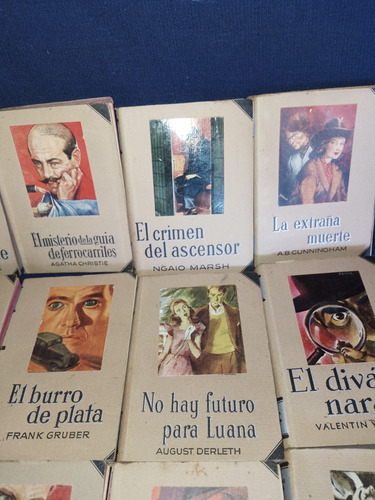 El misterio de la guía
de ferrocarriles
AGATHA CHRISTIE
El crimen
del ascensor
NGAIO MARSH
La extraña
muerte
A.B. CUNNINGHAM
El burro
de plata
FRANK GRUBER
No hay futuro
para Luana
AUGUST DERLETH
El divá
nara
VALENTIN